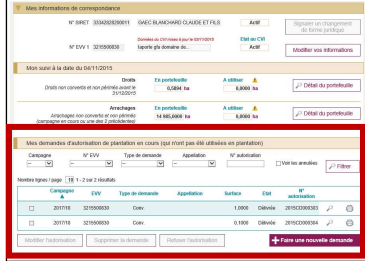 Mes informations de correspondance
N° SIRET 33342828200011 GAEC BLANCHARD CLAUDE ET FILS Actif
Signaler un changement de forme juridique
Données du CVI mises à jour le 03/11/2015 Etat au CVI
N° EVV 1 3215500830 laporte gfa domaine de... Actif
Modifier vos informations
Mon suivi à la date du 04/11/2015
Droits En portefeuille A utiliser
Droits non convertis et non périmés avant le 31/12/2015 0,5894 ha 0,0000 ha Détail du portefeuille
Arrachages En portefeuille A utiliser
Arrachages non convertis et non périmés (campagne en cours ou une des 2 précédentes) 14 985,0000 ha 0,0000 ha Détail du portefeuille
Mes demandes d'autorisation de plantation en cours (qui n'ont pas été utilisées en plantation)
Campagne N° EVV Type de demande Appellation N° autorisation
-- -- -- -- Voir les annulées Filtrer
Nombre lignes / page 10 1 - 2 sur 2 résultats
Campagne EVV Type de demande Appellation Surface Etat N° autorisation
2017/18 3215500830 Conv. 1.0000 Délivrée 2015CO000303
2017/18 3215500830 Conv. 0.1000 Délivrée 2015CO000304
Modifier l'autorisation Supprimer la demande Refuser l'autorisation Faire une nouvelle demande